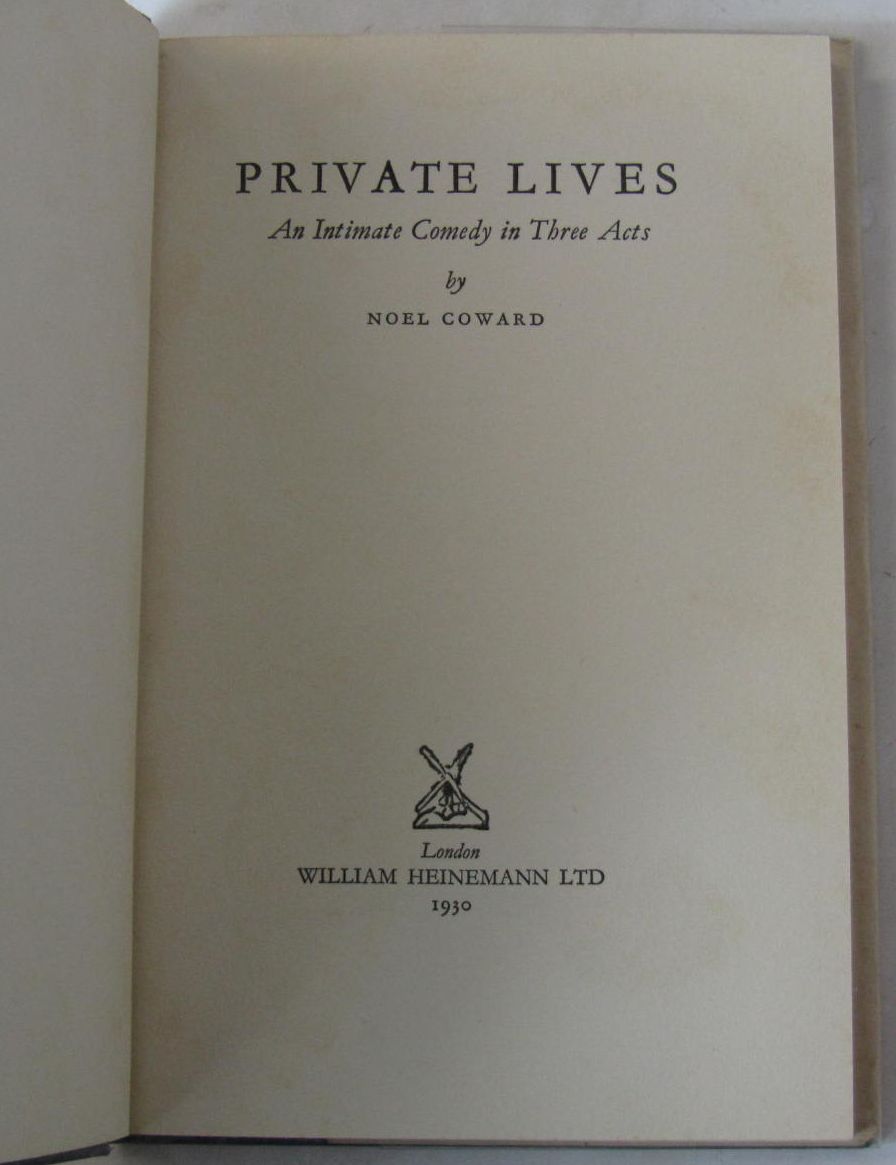 PRIVATE LIVES
An Intimate Comedy in Three Acts
by
NOEL COWARD
London
WILLIAM HEINEMANN LTD
1930